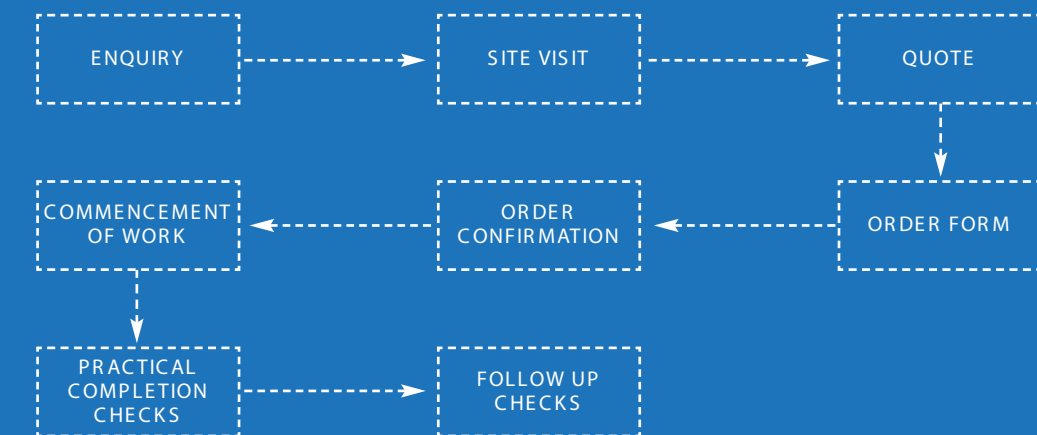 ENQUIRY
SITE VISIT
QUOTE
COMMENCEMENT
OF WORK
ORDER
CONFIRMATION
ORDER FORM
PRACTICAL
COMPLETION
CHECKS
FOLLOW UP
CHECKS